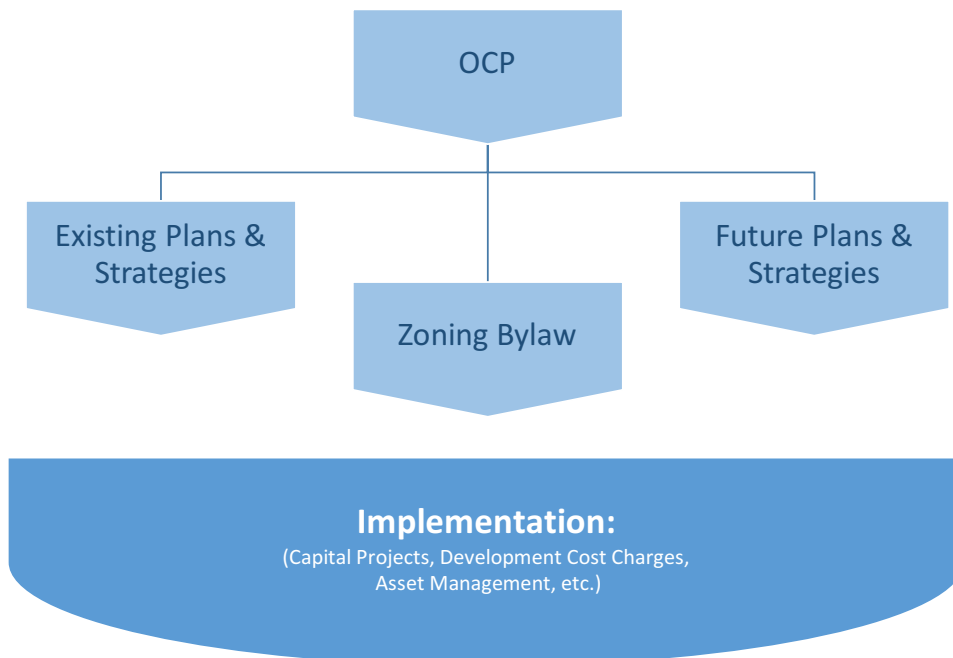 OCP
Existing Plans &
Strategies
Future Plans &
Strategies
Zoning Bylaw
Implementation:
(Capital Projects, Development Cost Charges,
Asset Management, etc.)